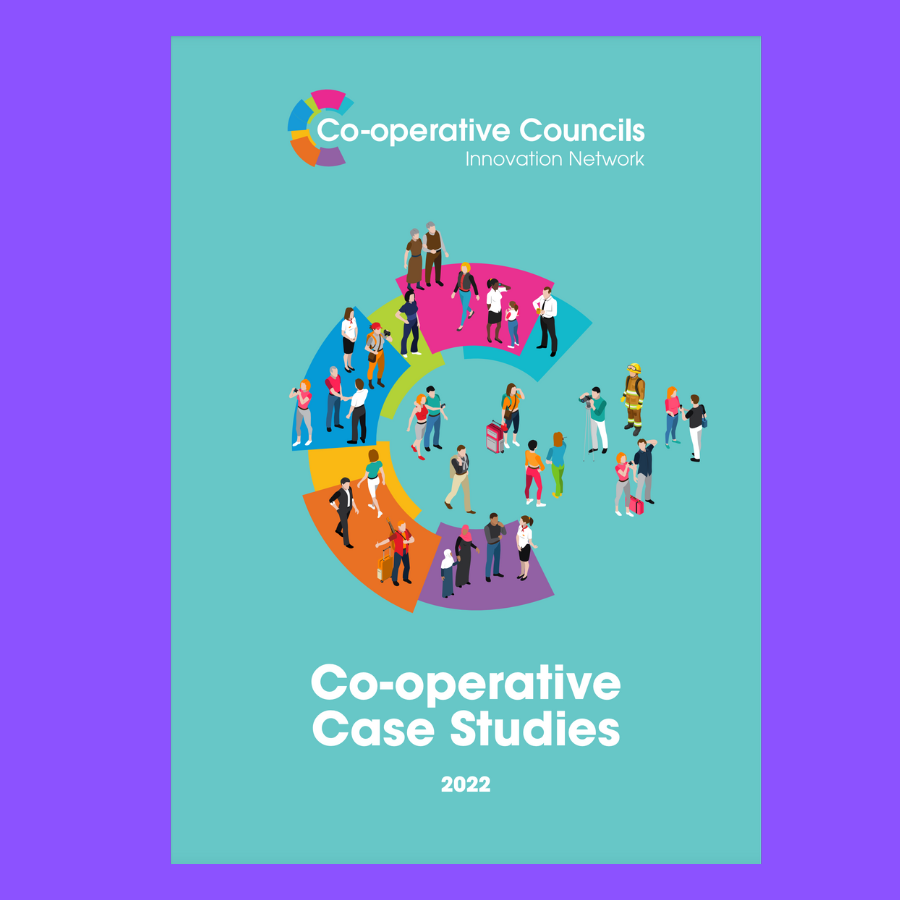 Co-operative Councils
Innovation Network
Co-operative
Case Studies
2022